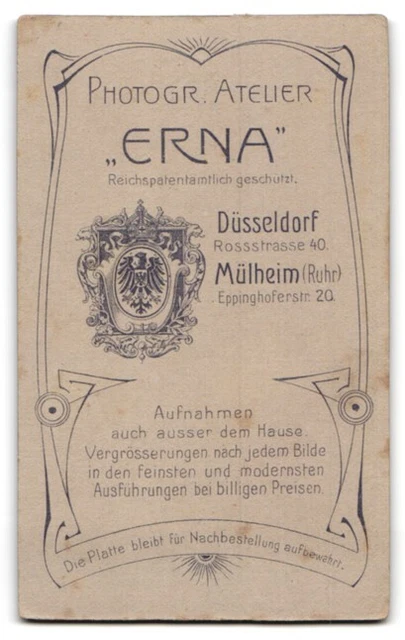 PHOTOGR. ATELIER
„ERNA”
Reichspatentamtlich geschützt.
Düsseldorf
Rossstrasse 40.
Mülheim (Ruhr)
Eppinghoferstr. 20.
Aufnahmen
auch ausser dem Hause.
Vergrösserungen nach jedem Bilde
in den feinsten und modernsten
Ausführungen bei billigen Preisen.
Die Platte bleibt für Nachbestellung aufbewahrt.